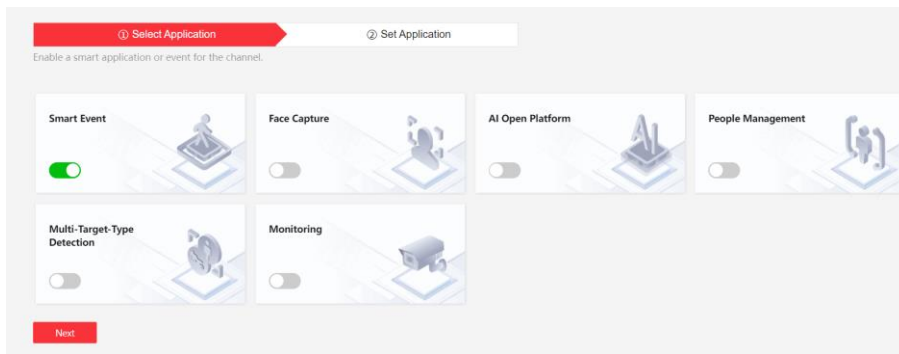 ① Select Application
② Set Application
Enable a smart application or event for the channel.
Smart Event
Face Capture
AI Open Platform
People Management
Multi-Target-Type
Detection
Monitoring
Next